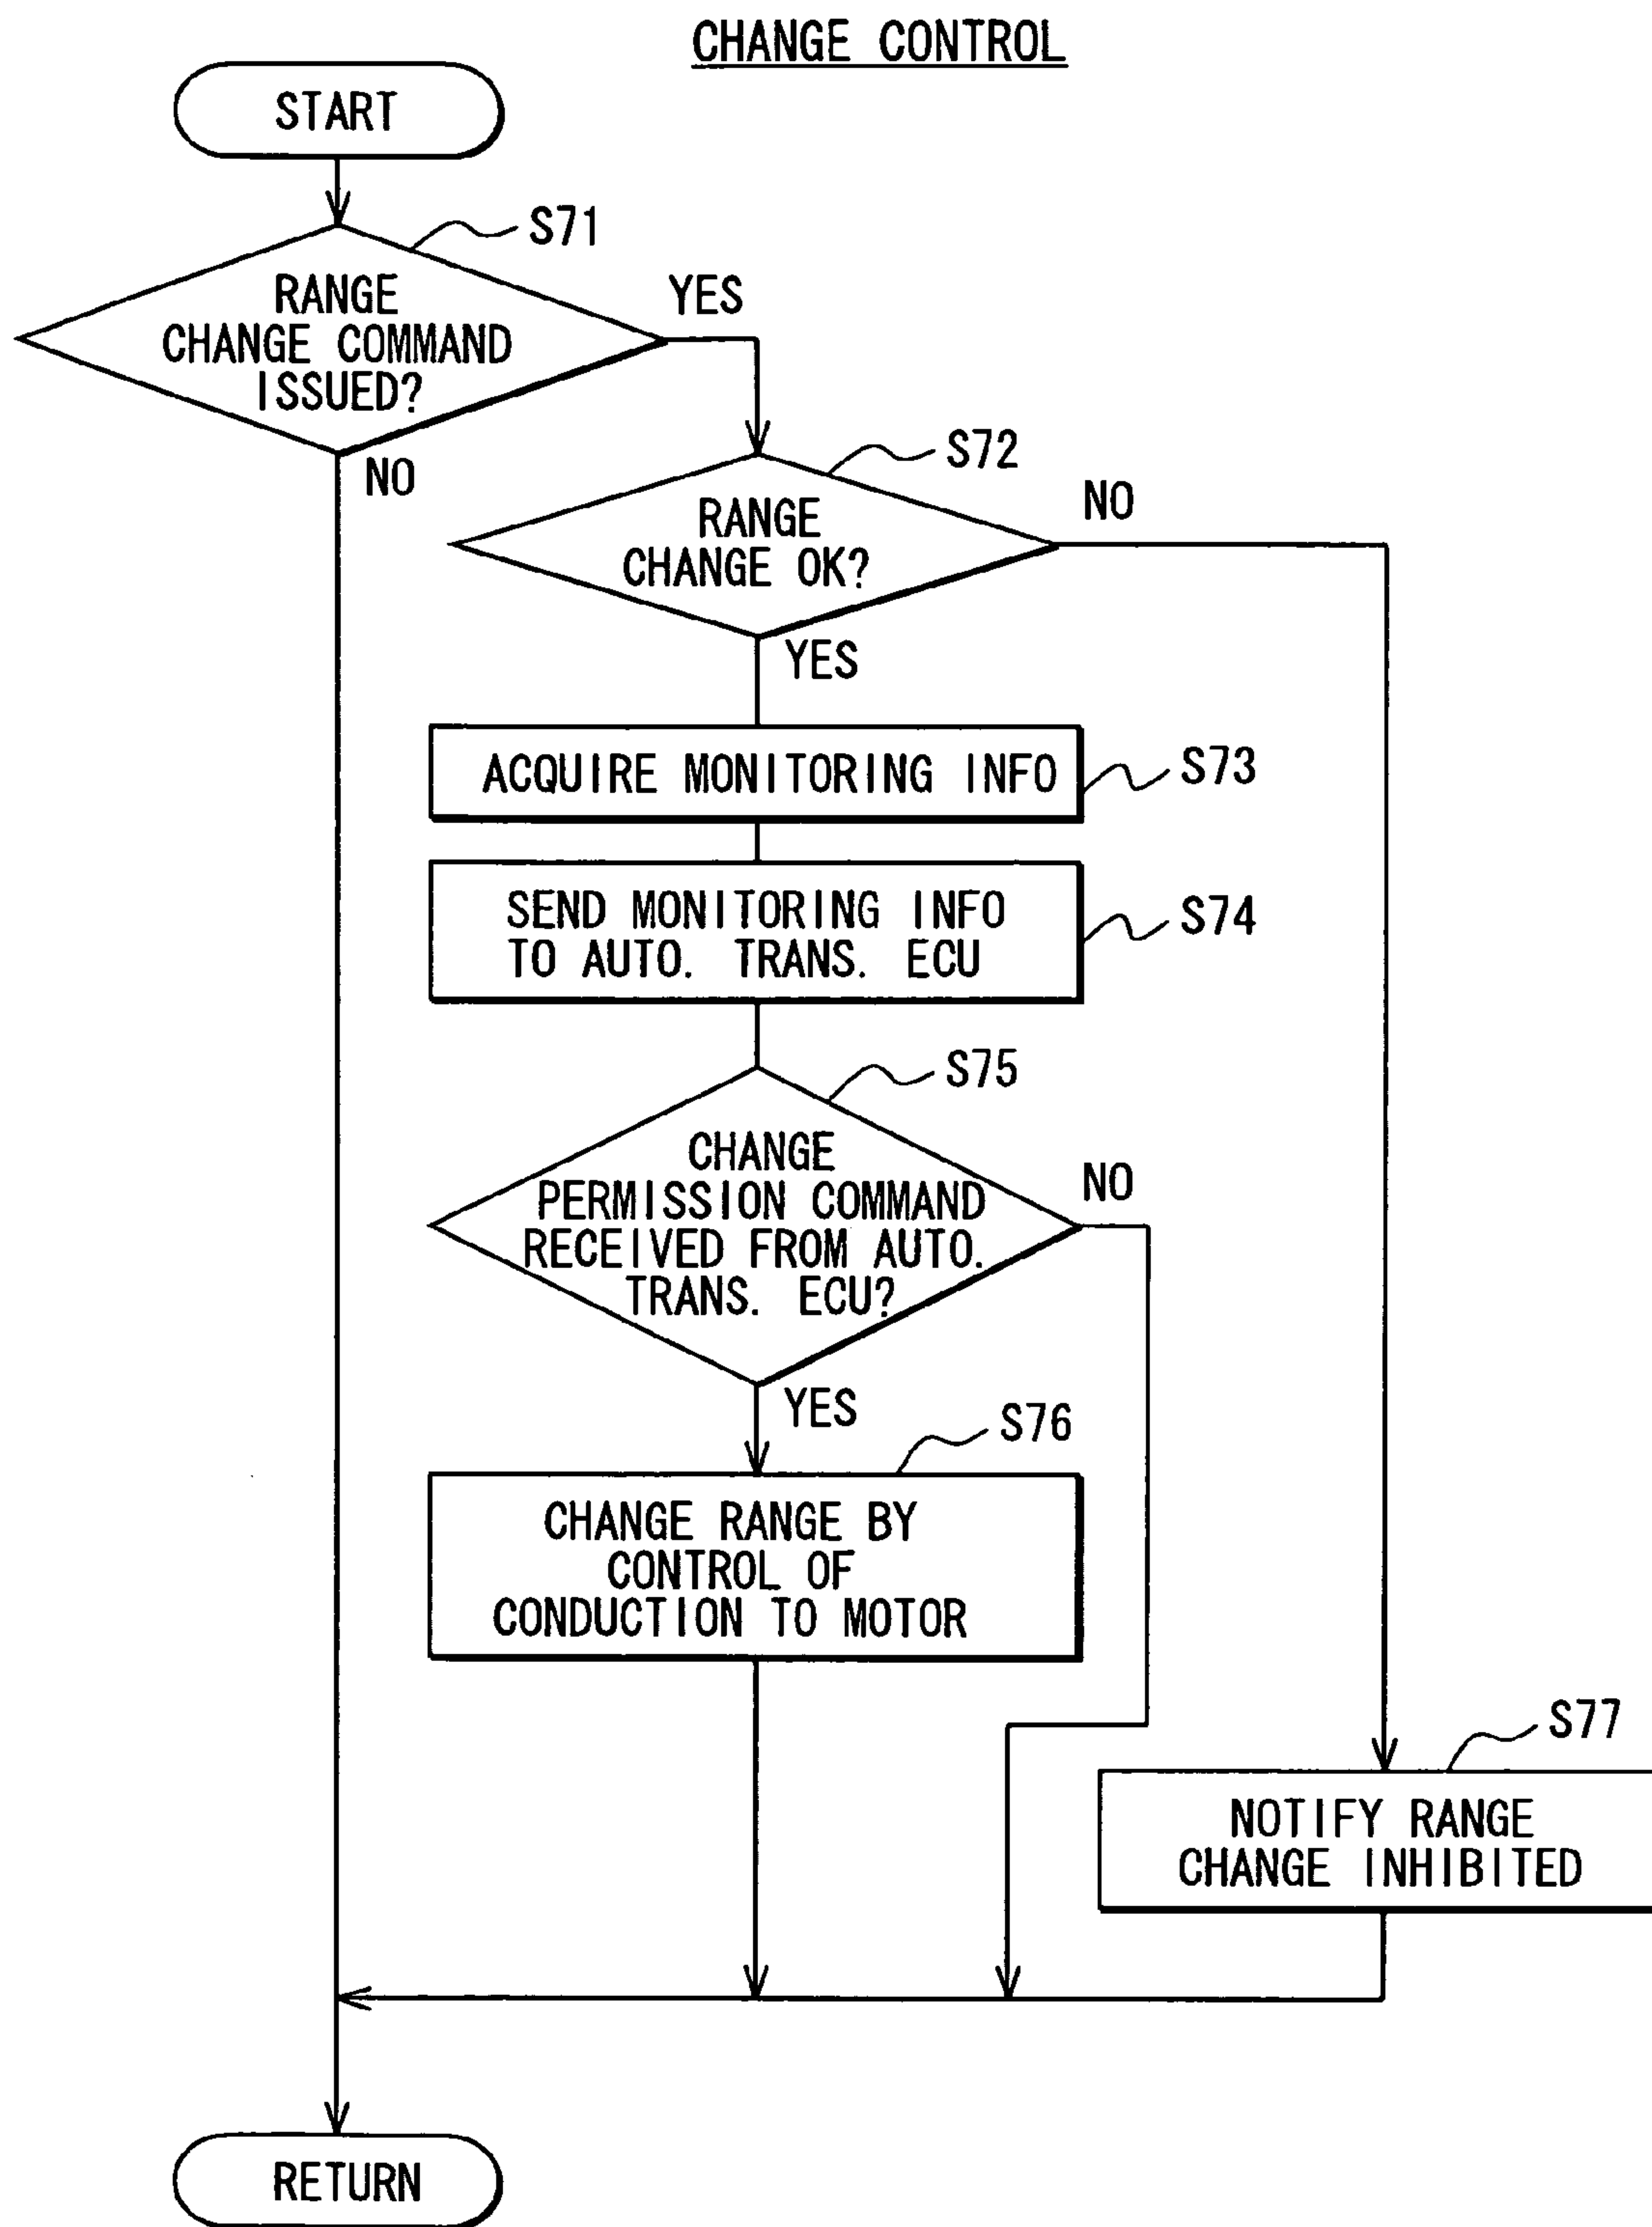 CHANGE CONTROL
START
S71
RANGE
CHANGE COMMAND
ISSUED?
YES
NO
S72
RANGE
CHANGE OK?
NO
YES
ACQUIRE MONITORING INFO
S73
SEND MONITORING INFO
TO AUTO. TRANS. ECU
S74
S75
CHANGE
PERMISSION COMMAND
RECEIVED FROM AUTO.
TRANS. ECU?
NO
YES
S76
CHANGE RANGE BY
CONTROL OF
CONDUCTION TO MOTOR
S77
NOTIFY RANGE
CHANGE INHIBITED
RETURN